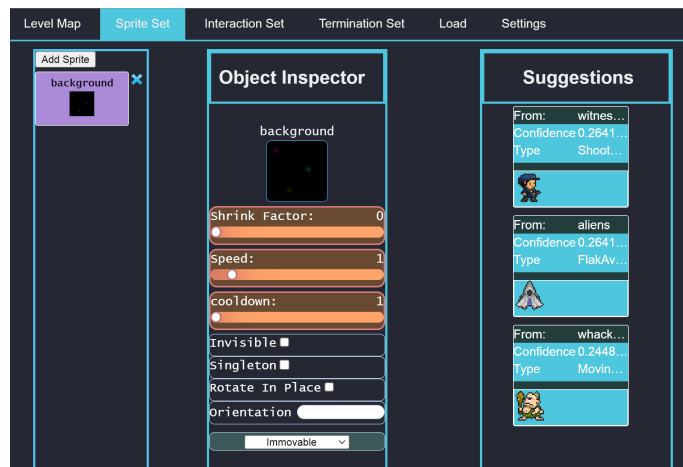 Level Map Sprite Set Interaction Set Termination Set Load Settings
Add Sprite
background
Object Inspector
background
Shrink Factor: 0
Speed: 1
cooldown: 1
Invisible
Singleton
Rotate In Place
Orientation
Immovable
Suggestions
From: witnes...
Confidence 0.2641...
Type Shoot...
From: aliens
Confidence 0.2641...
Type FlakAv...
From: whack...
Confidence 0.2448...
Type Movin...